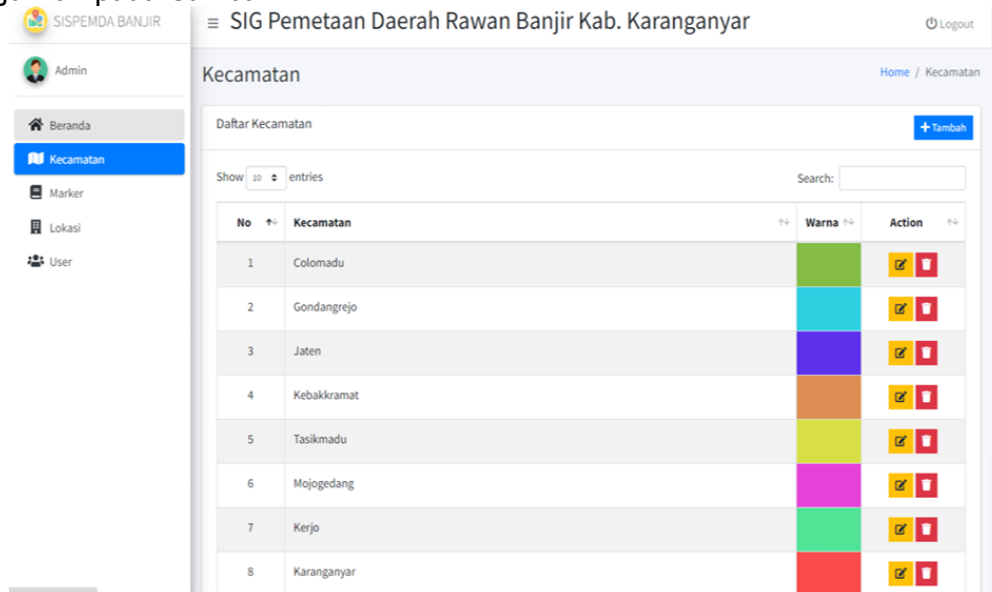 SISPEMDA BANJIR
SIG Pemetaan Daerah Rawan Banjir Kab. Karanganyar
Logout
Admin
Kecamatan
Home / Kecamatan
Beranda
Kecamatan
Marker
Lokasi
User
Daftar Kecamatan
+Tambah
Show 10 entries
Search:
No Kecamatan Warna Action
1 Colomadu
2 Gondangrejo
3 Jaten
4 Kebakkramat
5 Tasikmadu
6 Mojogedang
7 Kerjo
8 Karanganyar